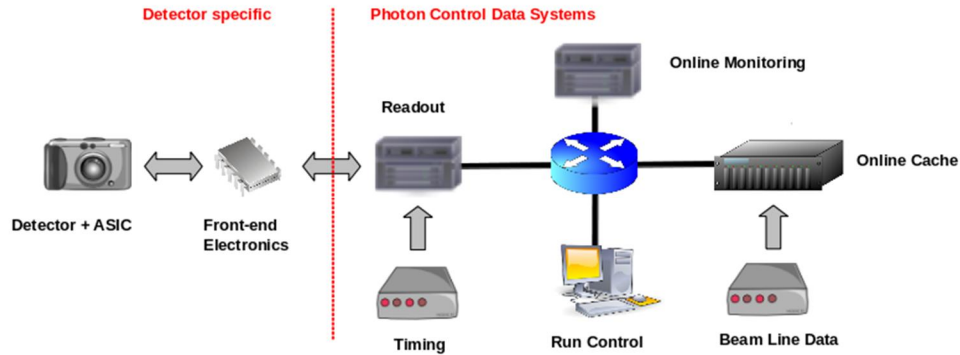 Detector specific
Photon Control Data Systems
Online Monitoring
Readout
Online Cache
Detector + ASIC
Front-end
Electronics
Timing
Run Control
Beam Line Data